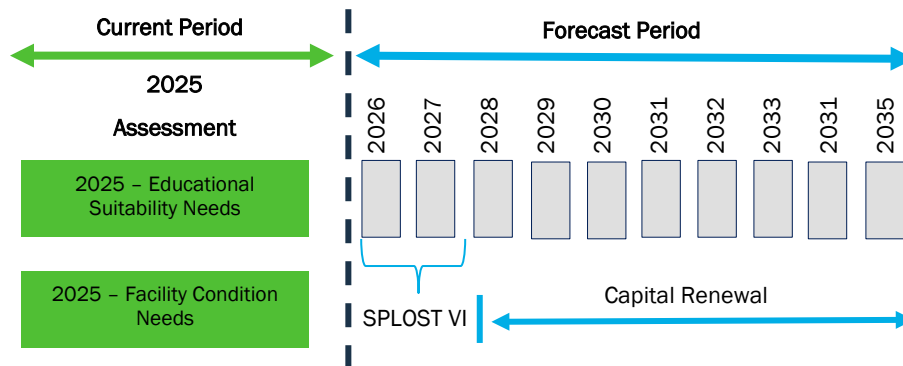 Current Period
Forecast Period
2025
Assessment
2026
2027
2028
2029
2030
2031
2032
2033
2031
2035
2025 – Educational
Suitability Needs
2025 – Facility Condition
Needs
SPLOST VI
Capital Renewal